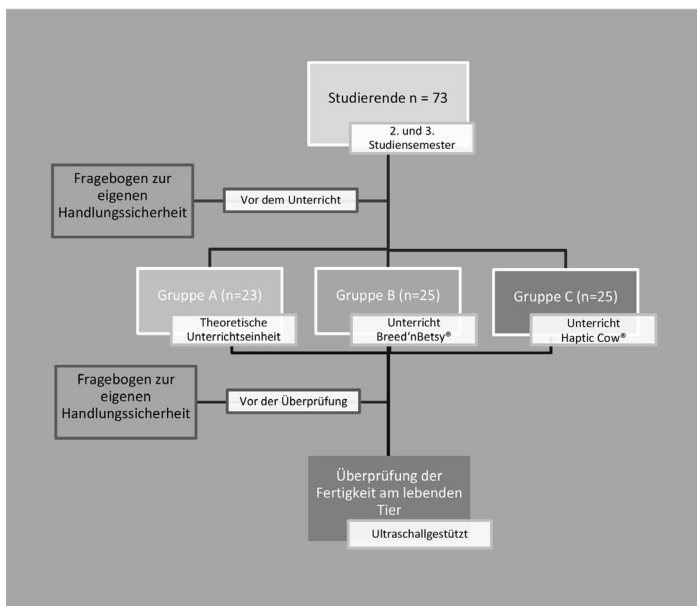 Studierende n = 73
2. und 3.
Studiensemester
Fragebogen zur
eigenen
Handlungssicherheit
Vor dem Unterricht
Gruppe A (n=23)
Theoretische
Unterrichtseinheit
Gruppe B (n=25)
Unterricht
Breed‘nBetsy®
Gruppe C (n=25)
Unterricht
Haptic Cow®
Fragebogen zur
eigenen
Handlungssicherheit
Vor der Überprüfung
Überprüfung der
Fertigkeit am lebenden
Tier
Ultraschallgestützt